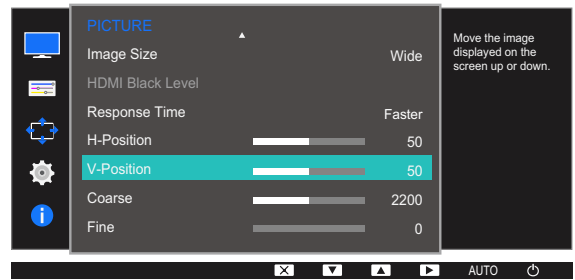 PICTURE
Image Size Wide
HDMI Black Level
Response Time Faster
H-Position 50
V-Position 50
Coarse 2200
Fine 0
Move the image
displayed on the
screen up or down.
AUTO